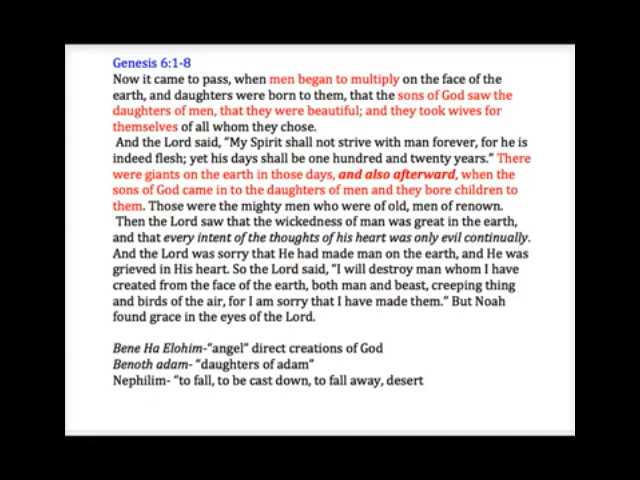 Genesis 6:1-8
Now it came to pass, when men began to multiply on the face of the
earth, and daughters were born to them, that the sons of God saw the
daughters of men, that they were beautiful; and they took wives for
themselves of all whom they chose.
And the Lord said, “My Spirit shall not strive with man forever, for he is
indeed flesh; yet his days shall be one hundred and twenty years.” There
were giants on the earth in those days, and also afterward, when the
sons of God came in to the daughters of men and they bore children to
them. Those were the mighty men who were of old, men of renown.
Then the Lord saw that the wickedness of man was great in the earth,
and that every intent of the thoughts of his heart was only evil continually.
And the Lord was sorry that He had made man on the earth, and He was
grieved in His heart. So the Lord said, “I will destroy man whom I have
created from the face of the earth, both man and beast, creeping thing
and birds of the air, for I am sorry that I have made them.” But Noah
found grace in the eyes of the Lord.
Bene Ha Elohim-“angel” direct creations of God
Benoth adam- “daughters of adam”
Nephilim- “to fall, to be cast down, to fall away, desert